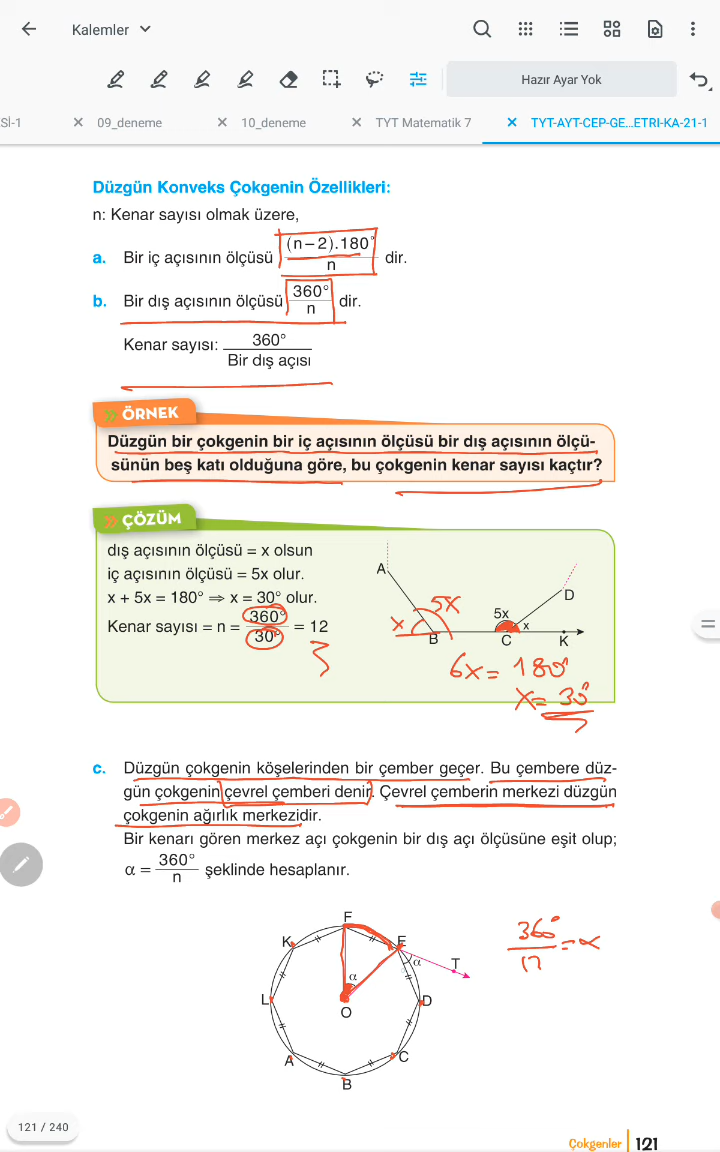 Kalemler
Hazır Ayar Yok
Sİ-1
09_deneme
10_deneme
TYT Matematik 7
TYT-AYT-CEP-GE...ETRI-KA-21-1
Düzgün Konveks Çokgenin Özellikleri:
n: Kenar sayısı olmak üzere,
a. Bir iç açısının ölçüsü (n–2).180° / n dir.
b. Bir dış açısının ölçüsü 360° / n dir.
Kenar sayısı: 360° / Bir dış açısı
ÖRNEK
Düzgün bir çokgenin bir iç açısının ölçüsü bir dış açısının ölçü-
sünün beş katı olduğuna göre, bu çokgenin kenar sayısı kaçtır?
ÇÖZÜM
dış açısının ölçüsü = x olsun
iç açısının ölçüsü = 5x olur.
x + 5x = 180° ⇒ x = 30° olur.
Kenar sayısı = n = 360° / 30° = 12
A
D
5x
x
B
C
K
x
5x
6x = 180°
x = 30°
c. Düzgün çokgenin köşelerinden bir çember geçer. Bu çembere düz-
gün çokgenin çevrel çemberi denir. Çevrel çemberin merkezi düzgün
çokgenin ağırlık merkezidir.
Bir kenarı gören merkez açı çokgenin bir dış açı ölçüsüne eşit olup;
α = 360° / n şeklinde hesaplanır.
F
K
E
α
T
α
L
O
D
A
C
B
360° / n = α
121 / 240
Çokgenler
121